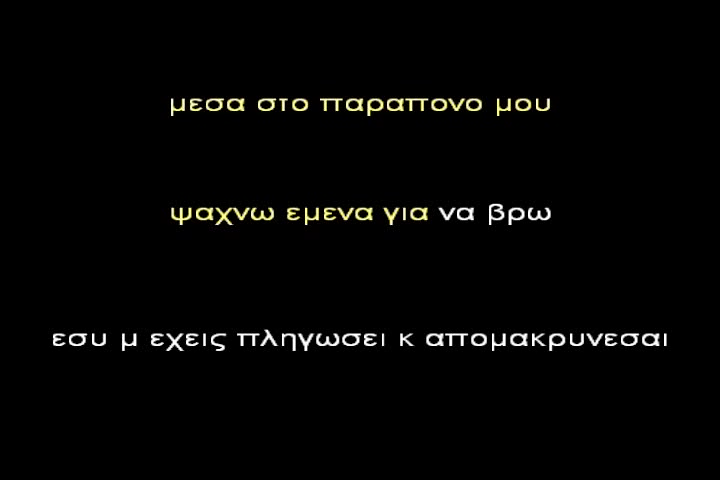 μεσα στο παραπονο μου
ψαχνω εμενα για να βρω
εσυ μ εχεις πληγωσει κ απομακρυνεσαι